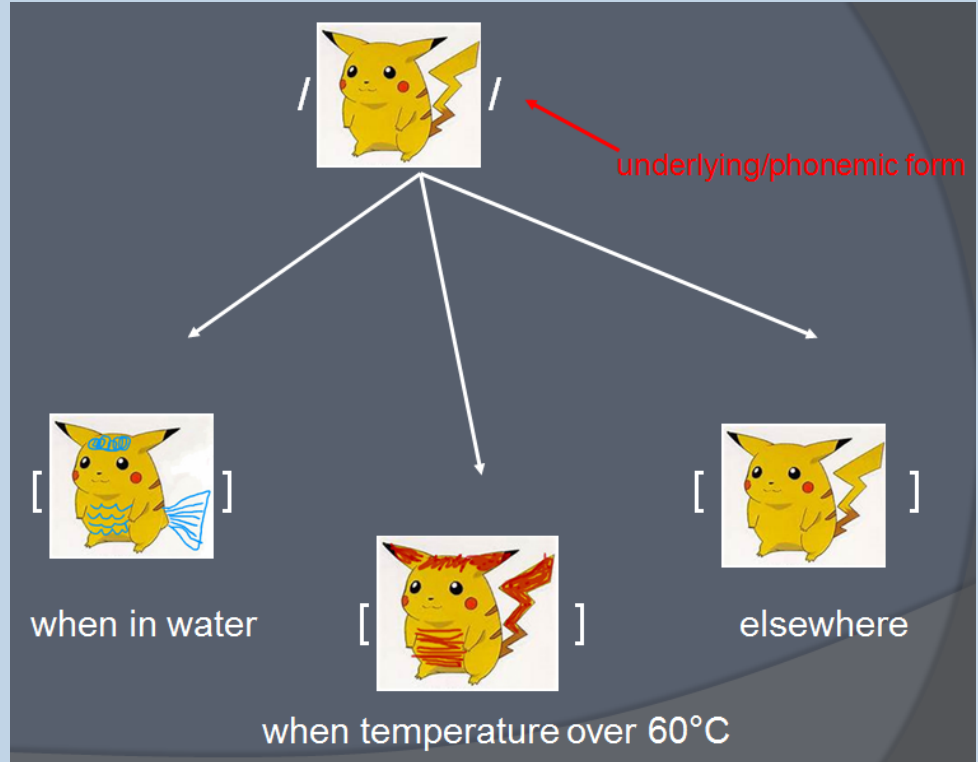 / /
underlying/phonemic form
[ ]
[ ]
when in water
[ ]
elsewhere
when temperature over 60°C